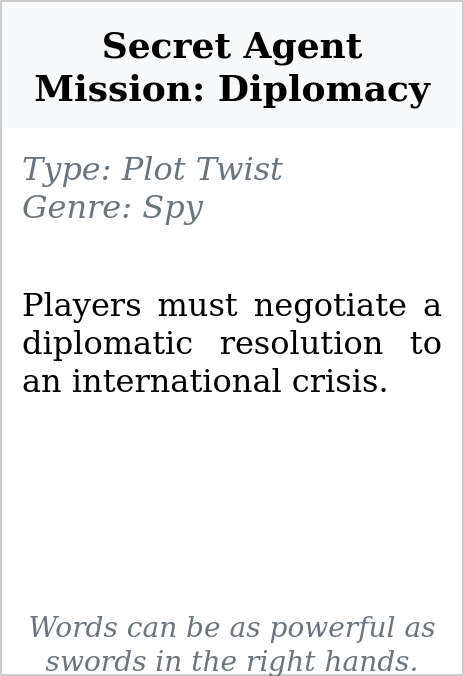 Secret Agent
Mission: Diplomacy
Type: Plot Twist
Genre: Spy
Players must negotiate a
diplomatic resolution to
an international crisis.
Words can be as powerful as
swords in the right hands.